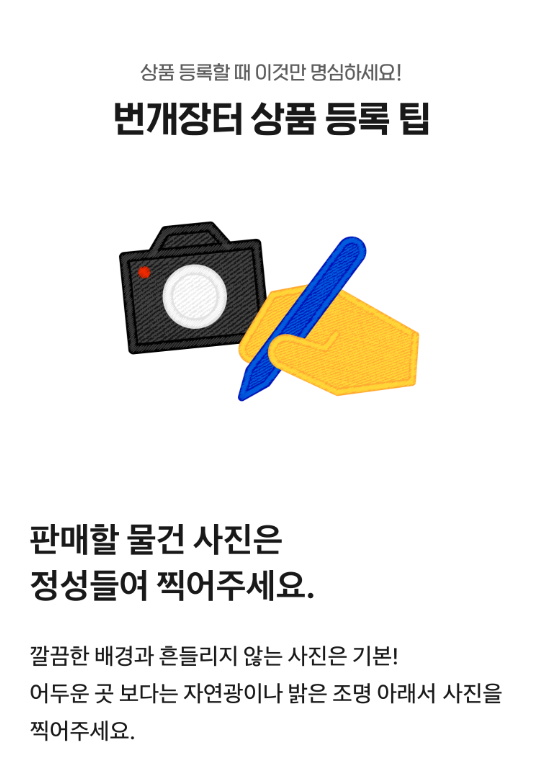 상품 등록할 때 이것만 명심하세요!
번개장터 상품 등록 팁
판매할 물건 사진은
정성들여 찍어주세요.
깔끔한 배경과 흔들리지 않는 사진은 기본!
어두운 곳 보다는 자연광이나 밝은 조명 아래서 사진을
찍어주세요.